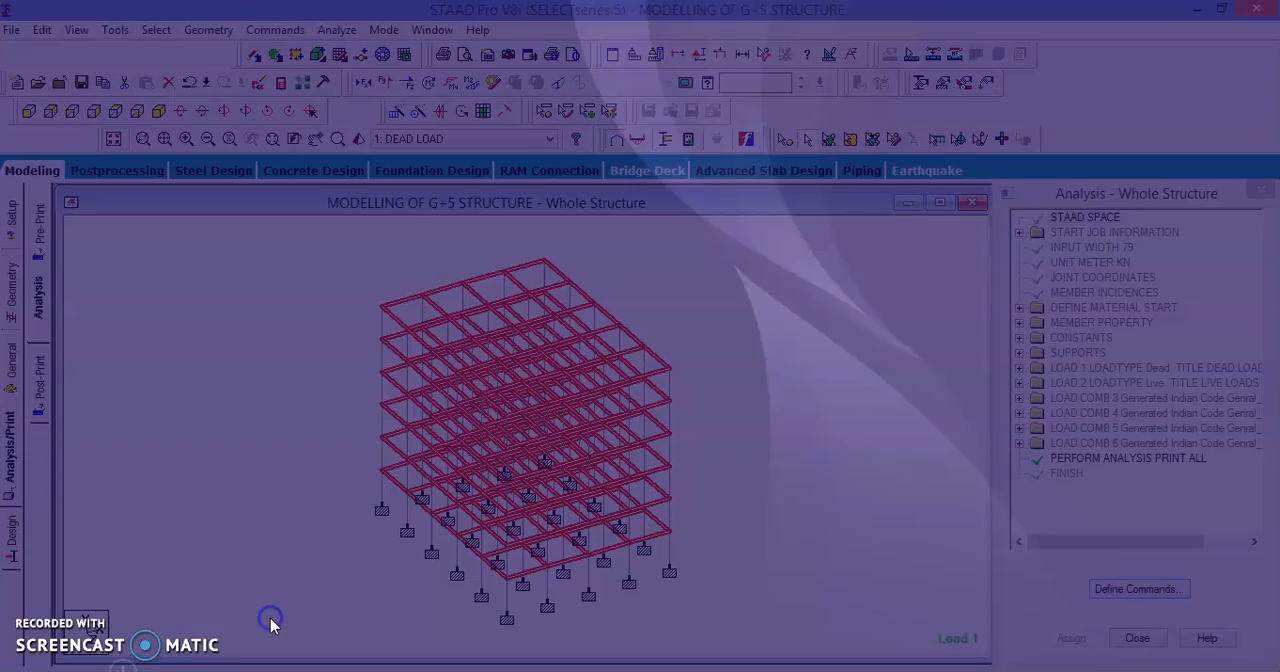 STAAD Pro V8i (SELECTseries 5) - MODELLING OF G+5 STRUCTURE
File Edit View Tools Select Geometry Commands Analyze Mode Window Help
1: DEAD LOAD
Modeling Postprocessing Steel Design Concrete Design Foundation Design RAM Connection Bridge Deck Advanced Slab Design Piping Earthquake
Setup
Geometry
General
Analysis/Print
Design
Pre-Print
Analysis
Post-Print
MODELLING OF G+5 STRUCTURE - Whole Structure
Load 1
Analysis - Whole Structure
STAAD SPACE
START JOB INFORMATION
INPUT WIDTH 79
UNIT METER KN
JOINT COORDINATES
MEMBER INCIDENCES
DEFINE MATERIAL START
MEMBER PROPERTY
CONSTANTS
SUPPORTS
LOAD 1 LOADTYPE Dead TITLE DEAD LOAD
LOAD 2 LOADTYPE Live TITLE LIVE LOADS
LOAD COMB 3 Generated Indian Code Genral_
LOAD COMB 4 Generated Indian Code Genral_
LOAD COMB 5 Generated Indian Code Genral_
LOAD COMB 6 Generated Indian Code Genral_
PERFORM ANALYSIS PRINT ALL
FINISH
Define Commands...
Assign Close Help
RECORDED WITH
SCREENCAST MATIC